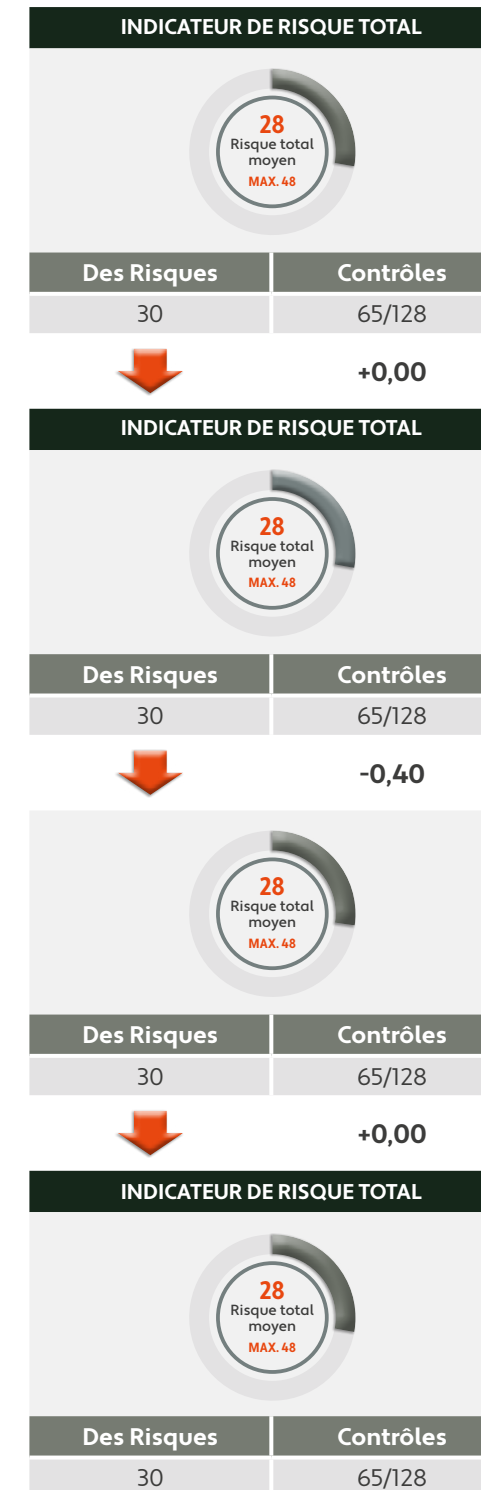 INDICATEUR DE RISQUE TOTAL
28
Risque total
moyen
MAX. 48
Des Risques Contrôles
30 65/128
+0,00
INDICATEUR DE RISQUE TOTAL
28
Risque total
moyen
MAX. 48
Des Risques Contrôles
30 65/128
-0,40
28
Risque total
moyen
MAX. 48
Des Risques Contrôles
30 65/128
+0,00
INDICATEUR DE RISQUE TOTAL
28
Risque total
moyen
MAX. 48
Des Risques Contrôles
30 65/128